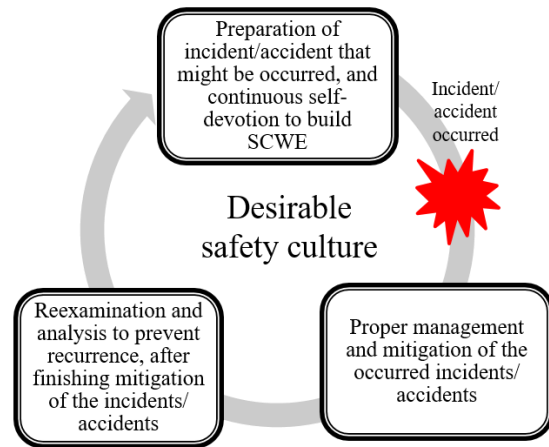 Preparation of
incident/accident that
might be occurred, and
continuous self-
devotion to build
SCWE
Incident/
accident
occurred
Desirable
safety culture
Reexamination and
analysis to prevent
recurrence, after
finishing mitigation
of the incidents/
accidents
Proper management
and mitigation of the
occurred incidents/
accidents